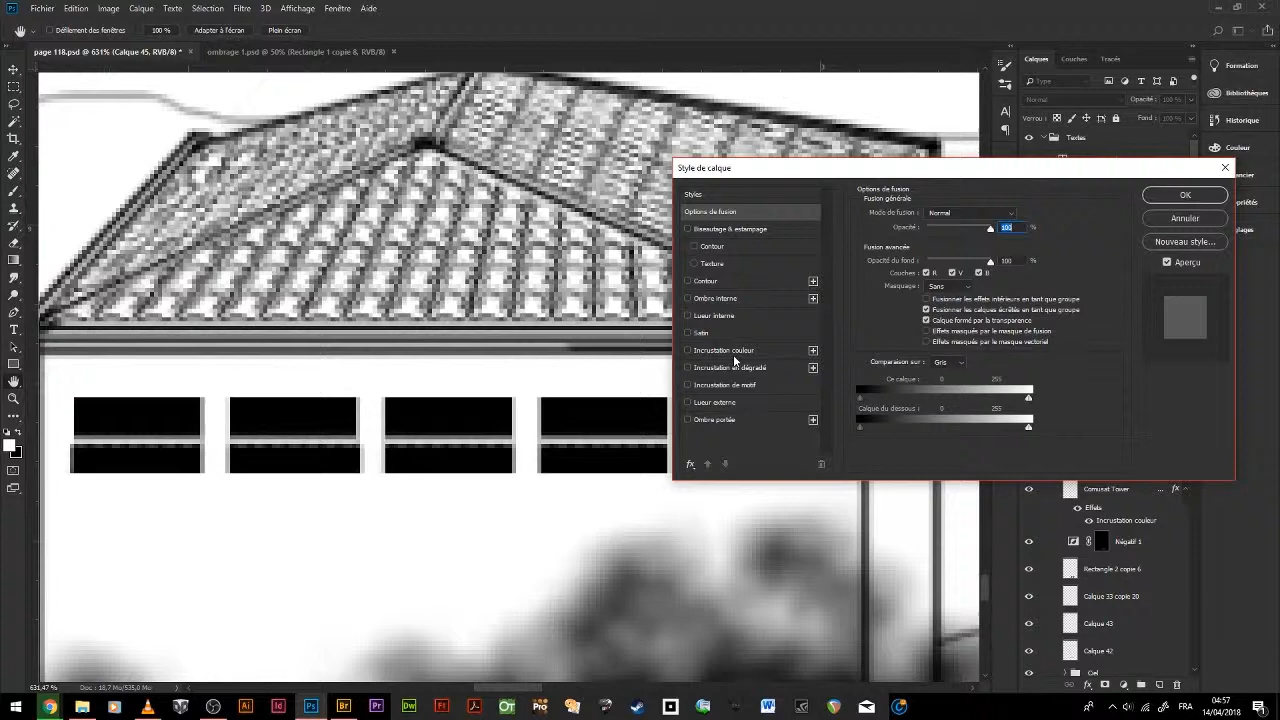 Fichier Edition Image Calque Texte Sélection Filtre 3D Affichage Fenêtre Aide
Défilement des fenêtres 100 % Adapter à l'écran Plein écran
page 118.psd @ 631% (Calque 45, RVB/8) * × ombrage 1.psd @ 50% (Rectangle 1 copie 8, RVB/8) ×
Calques Couches Tracés
Formation
Type
Bibliothèques
Normal Opacité : 100 %
Verrou : Fond : 100 %
Historique
Textes
Couleur
Style de calque
Styles
Options de fusion
Biseautage & estampage
Contour
Texture
Contour
Ombre interne
Lueur interne
Satin
Incrustation couleur
Incrustation en dégradé
Incrustation de motif
Lueur externe
Ombre portée
fx
Options de fusion
Fusion générale
Mode de fusion : Normal
Opacité : 100 %
Fusion avancée
Opacité du fond : 100 %
Couches : R V B
Masquage : Sans
Fusionner les effets intérieurs en tant que groupe
Fusionner les calques écrêtés en tant que groupe
Calque formé par la transparence
Effets masqués par le masque de fusion
Effets masqués par le masque vectoriel
Comparaison sur : Gris
Ce calque : 0 255
Calque du dessous : 0 255
OK
Annuler
Nouveau style...
Aperçu
Comusat Tower ... fx
Effets
Incrustation couleur
Négatif 1
Rectangle 2 copie 6
Calque 33 copie 20
Calque 43
Calque 42
Ciel
631,47 % Doc : 18,7 Mo/535,0 Mo
FRA 04:57
14/04/2018